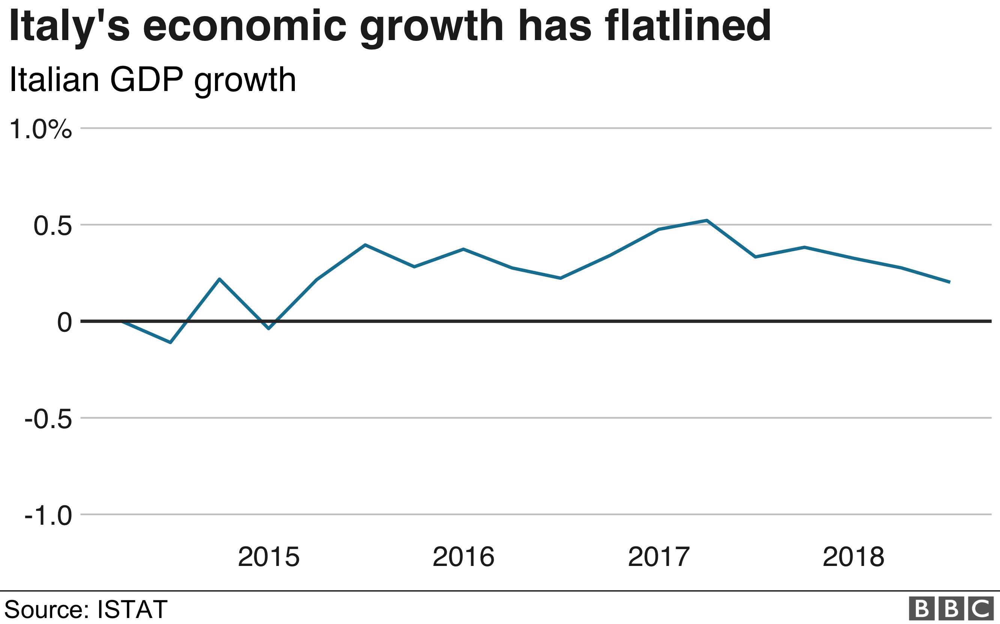 Italy's economic growth has flatlined
Italian GDP growth
1.0%
0.5
0
-0.5
-1.0
2015 2016 2017 2018
Source: ISTAT
BBC